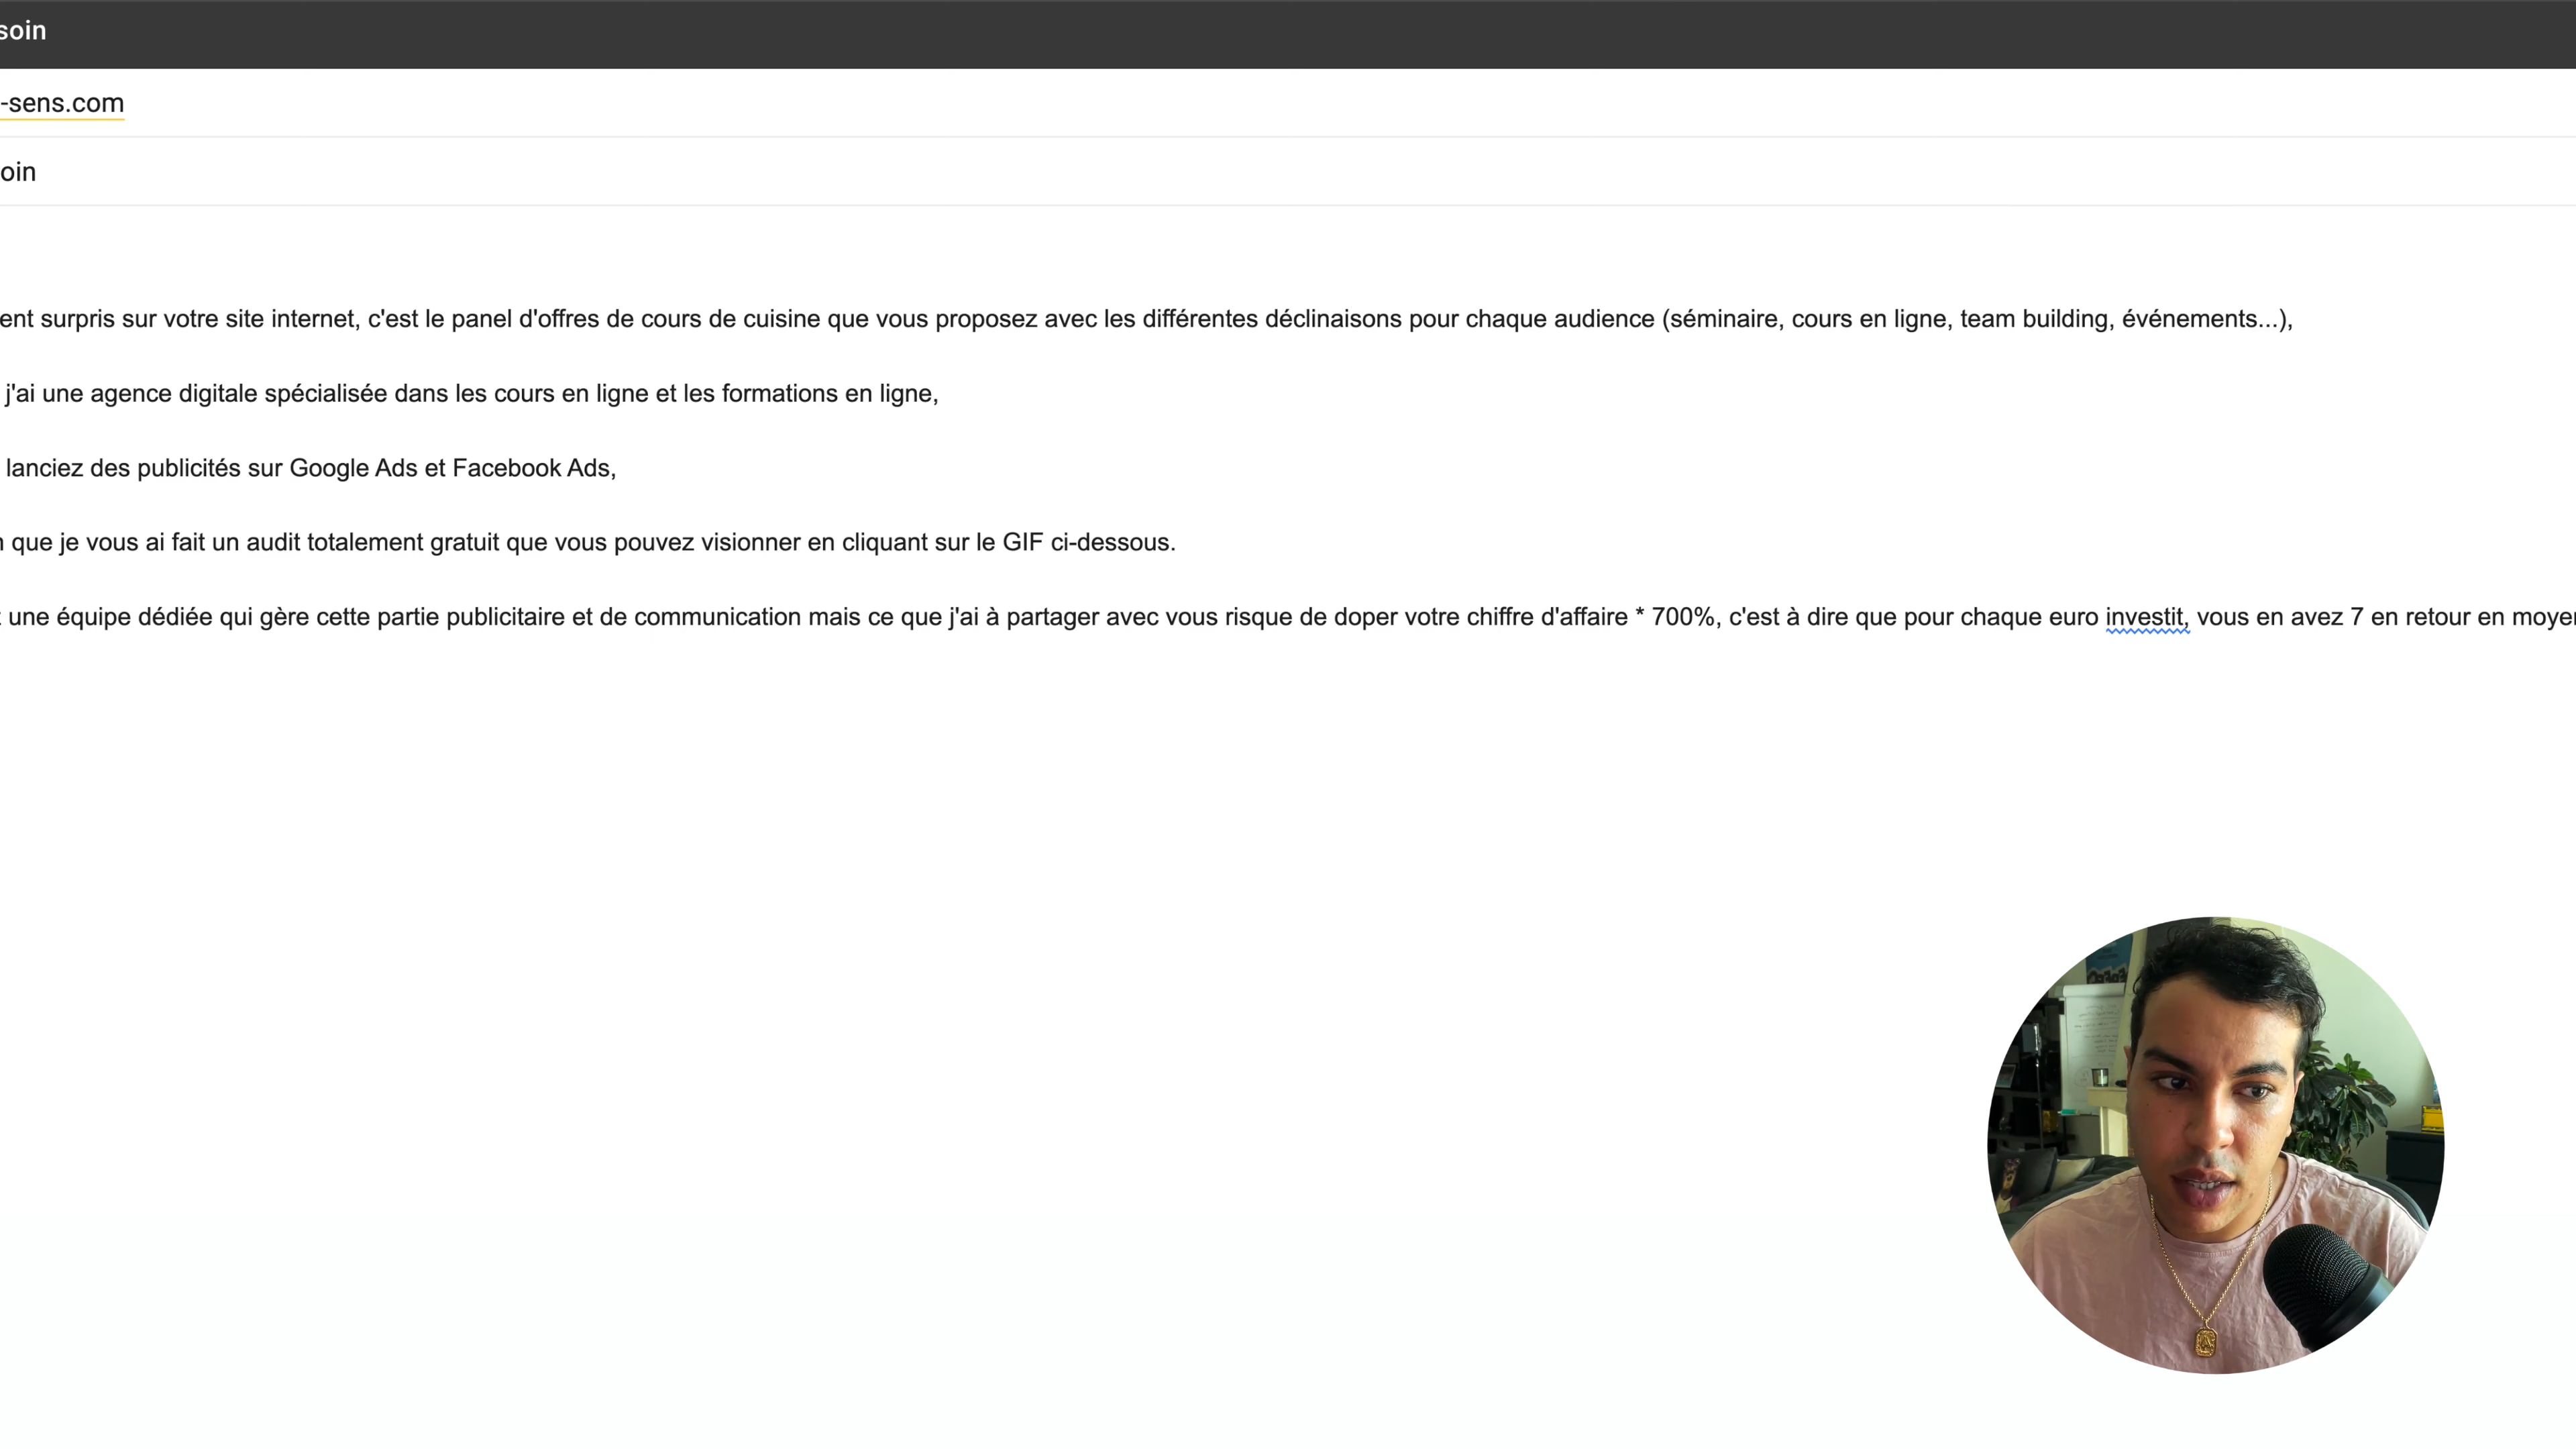 soin
-sens.com
oin
ent surpris sur votre site internet, c'est le panel d'offres de cours de cuisine que vous proposez avec les différentes déclinaisons pour chaque audience (séminaire, cours en ligne, team building, événements...),
j'ai une agence digitale spécialisée dans les cours en ligne et les formations en ligne,
lanciez des publicités sur Google Ads et Facebook Ads,
que je vous ai fait un audit totalement gratuit que vous pouvez visionner en cliquant sur le GIF ci-dessous.
une équipe dédiée qui gère cette partie publicitaire et de communication mais ce que j'ai à partager avec vous risque de doper votre chiffre d'affaire * 700%, c'est à dire que pour chaque euro investit, vous en avez 7 en retour en moye